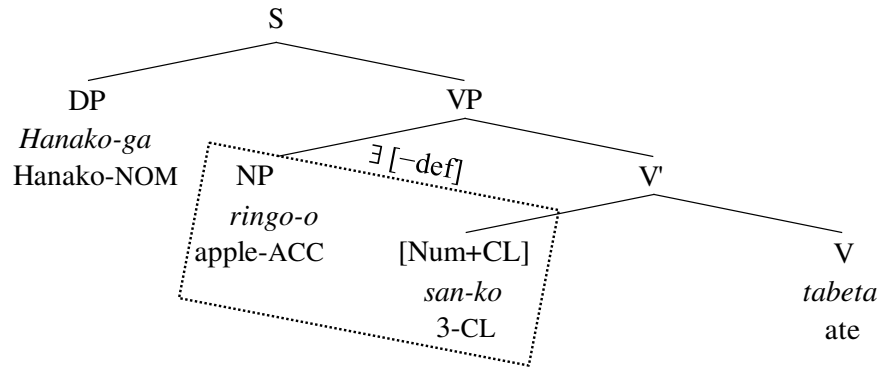 S
DP VP
Hanako-ga ∃ [−def]
Hanako-NOM NP V'
ringo-o
apple-ACC [Num+CL] V
san-ko tabeta
3-CL ate